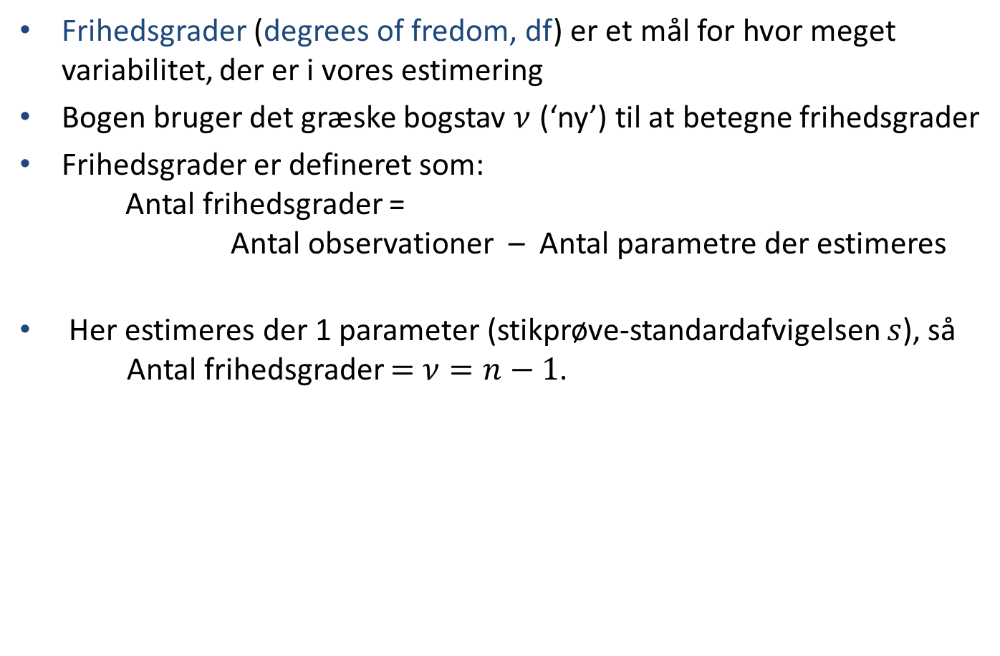 • Frihedsgrader (degrees of fredom, df) er et mål for hvor meget
variabilitet, der er i vores estimering
• Bogen bruger det græske bogstav 𝜈 (‘ny’) til at betegne frihedsgrader
• Frihedsgrader er defineret som:
Antal frihedsgrader =
Antal observationer – Antal parametre der estimeres
• Her estimeres der 1 parameter (stikprøve-standardafvigelsen 𝑠), så
Antal frihedsgrader = 𝜈 = 𝑛 − 1.